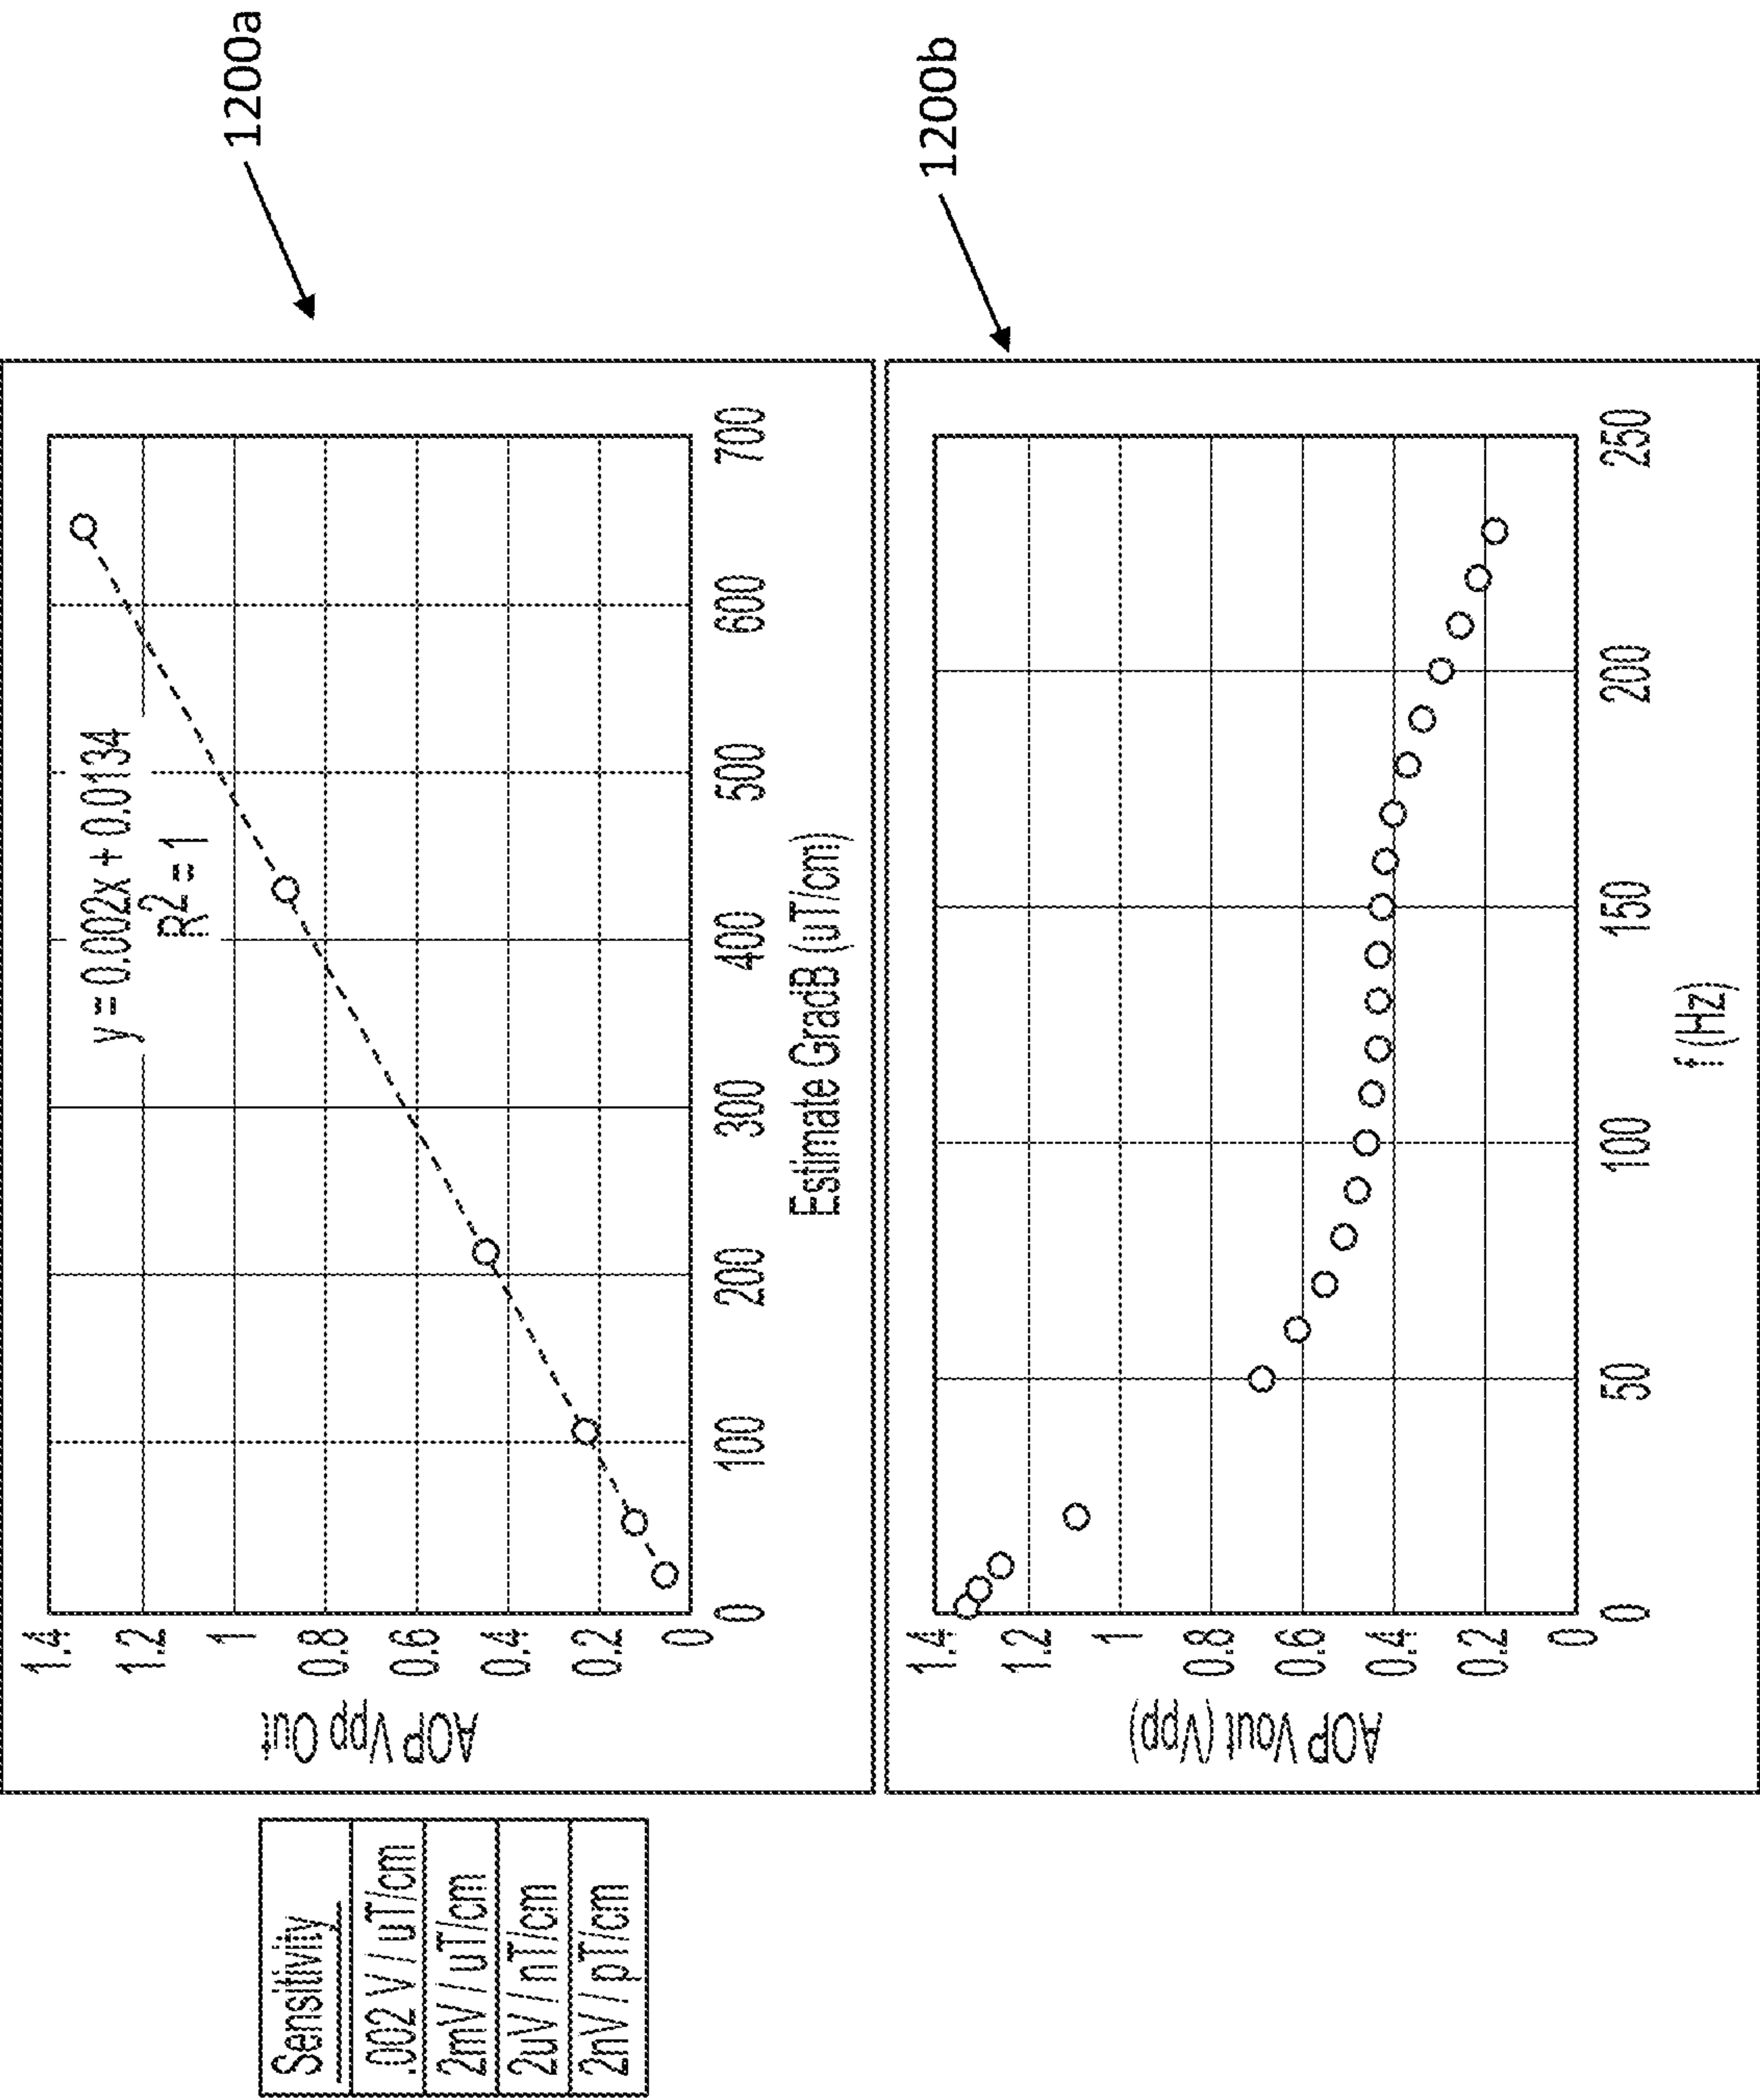 Sensitivity
.002 V / uT/cm
2mV / uT/cm
2uV / nT/cm
2nV / pT/cm
AOP Vpp Out
1.4
1.2
1
0.8
0.6
0.4
0.2
0
y = 0.002x + 0.0134
R² = 1
0 100 200 300 400 500 600 700
Estimate GradB (uT/cm)
1200a
AOP Vout (Vpp)
1.4
1.2
1
0.8
0.6
0.4
0.2
0
0 50 100 150 200 250
f (Hz)
1200b